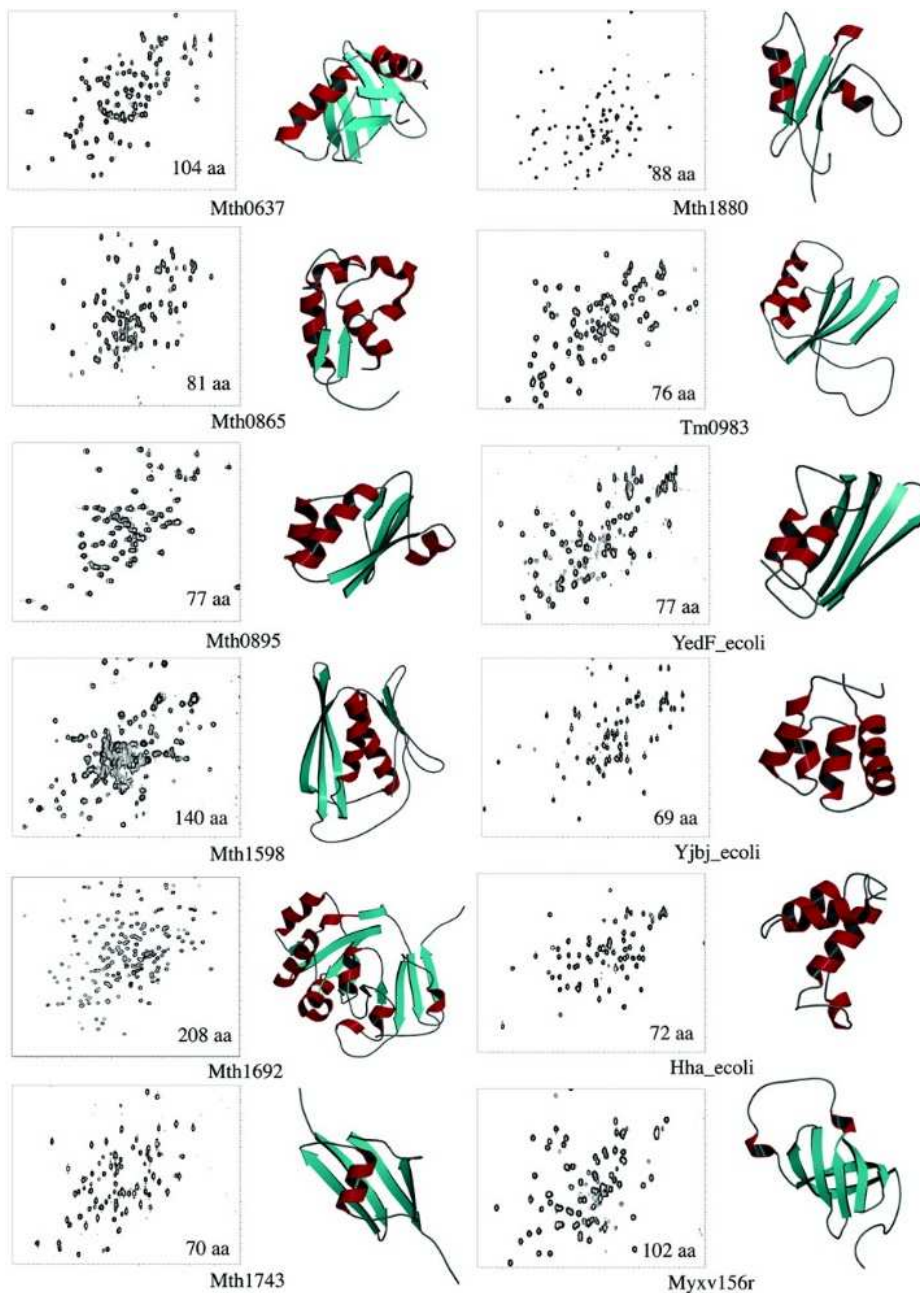 104 aa
88 aa
Mth0637
Mth1880
81 aa
76 aa
Mth0865
Tm0983
77 aa
77 aa
Mth0895
YedF_ecoli
140 aa
69 aa
Mth1598
Yjbj_ecoli
208 aa
72 aa
Mth1692
Hha_ecoli
70 aa
102 aa
Mth1743
Myxv156r